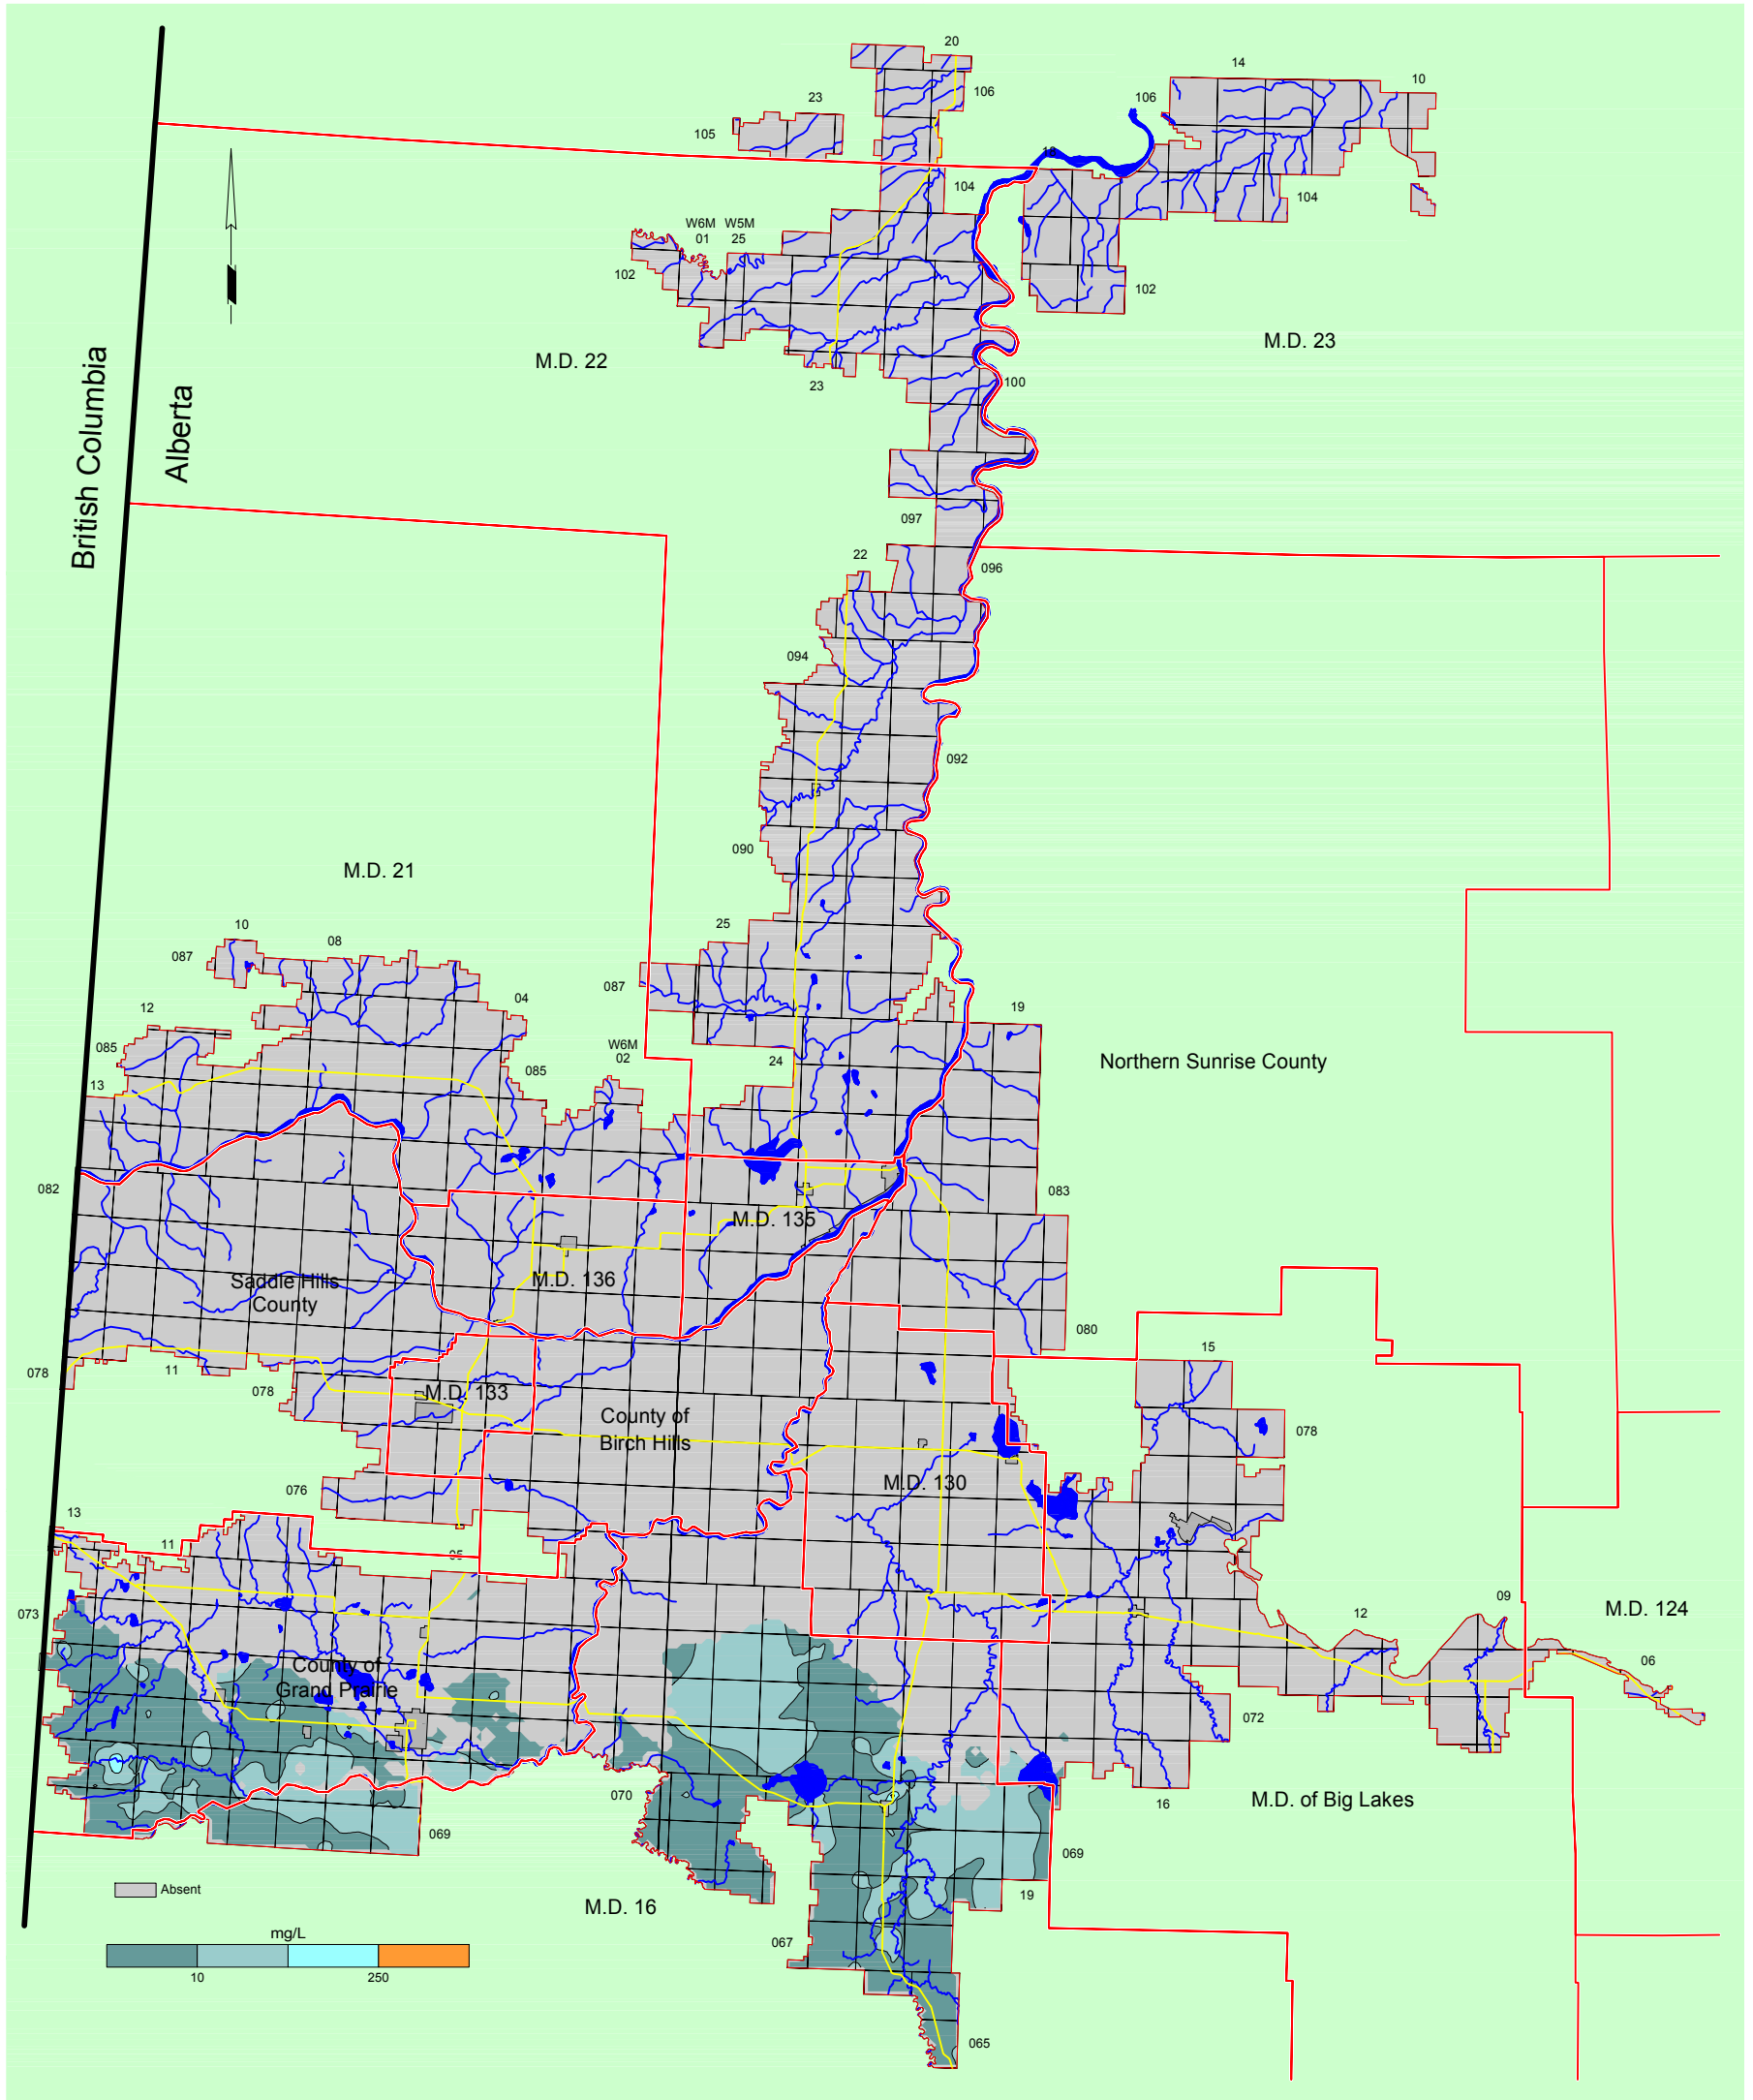 20
14
10
23
106
106
105
18
104
104
W6M W5M
01 25
102
102
M.D. 23
M.D. 22
23
100
British Columbia
Alberta
097
22
096
094
092
090
M.D. 21
10
08
25
087
087
04
12
19
085
W6M
02
24
Northern Sunrise County
085
13
082
083
M.D. 135
Saddle Hills
County
M.D. 136
080
078
11
15
078
M.D. 133
County of
Birch Hills
078
M.D. 130
076
13
11
05
073
12
09
M.D. 124
06
County of
Grand Prairie
072
070
16
M.D. of Big Lakes
069
069
Absent
19
M.D. 16
mg/L
067
10
250
065